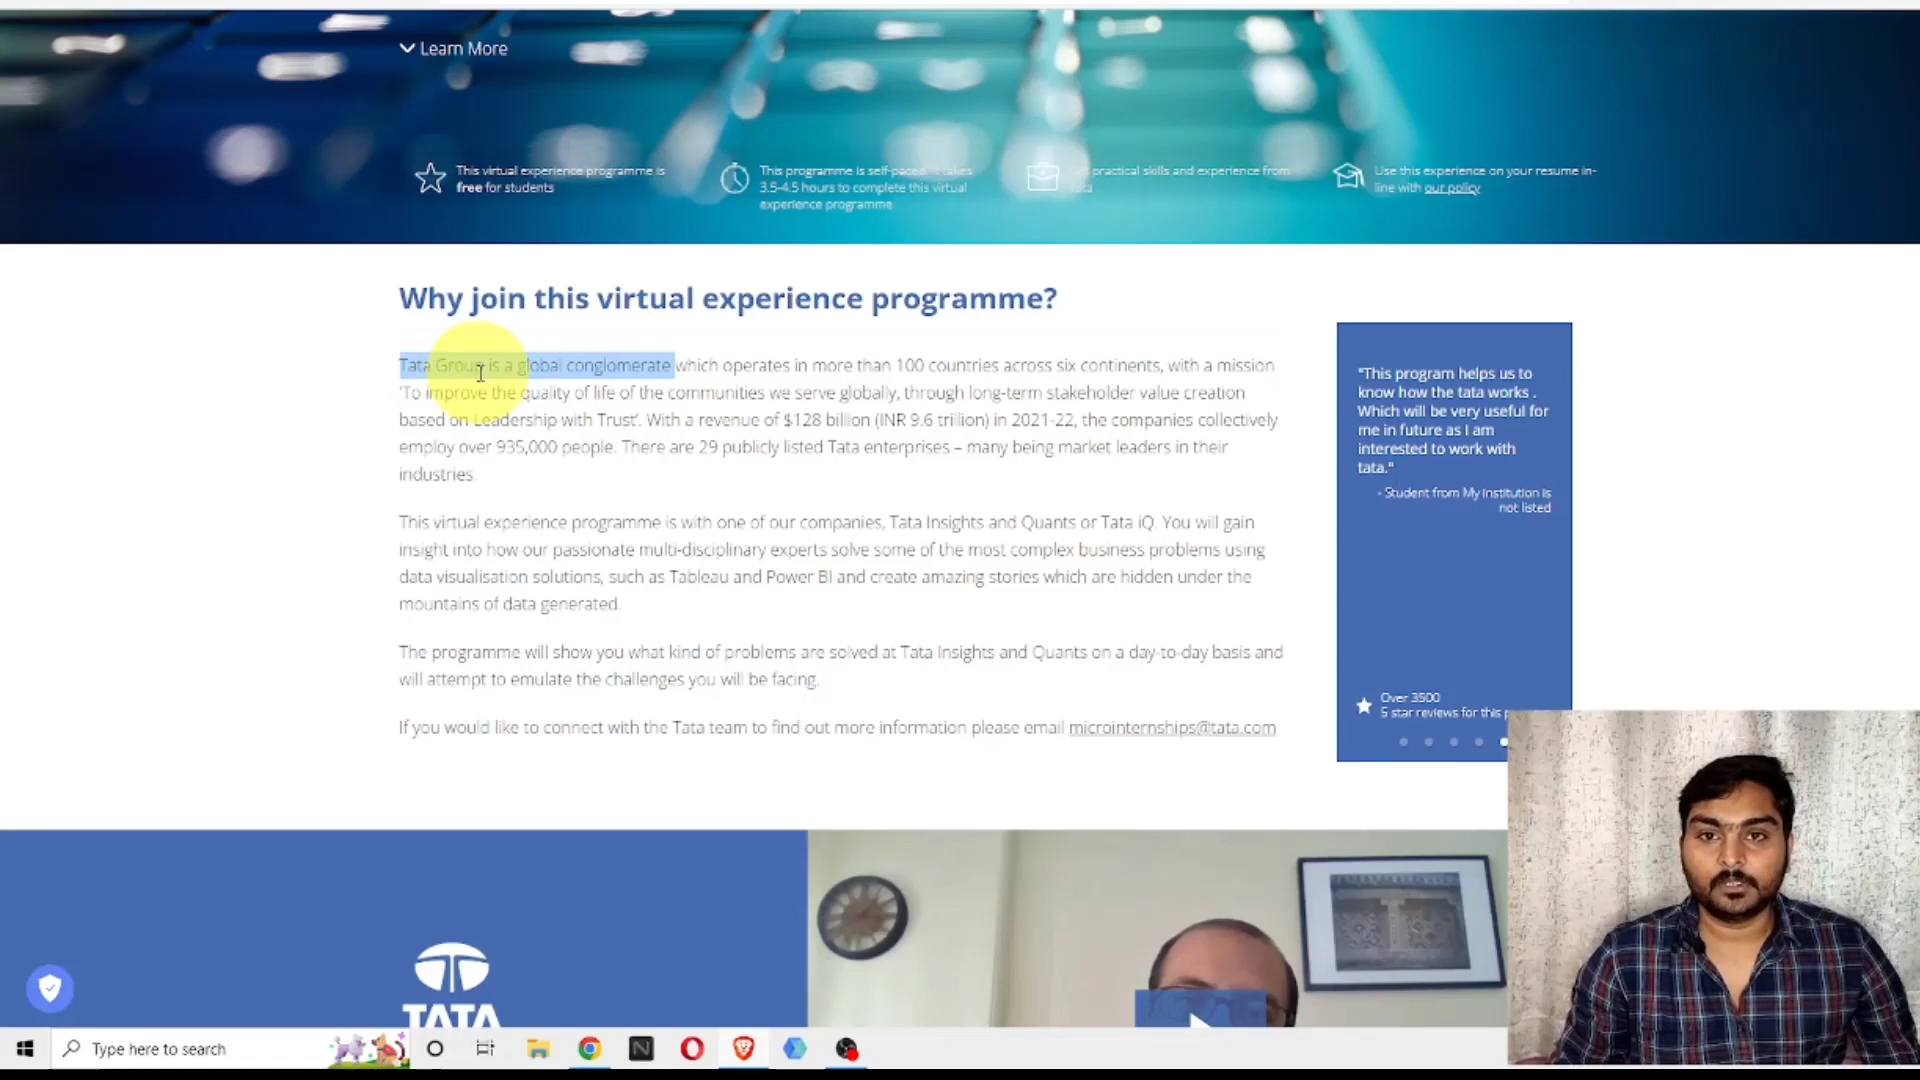 Learn More
This virtual experience programme is
free for students
This programme is self-paced. It takes
3.5-4.5 hours to complete this virtual
experience programme
practical skills and experience from
Tata
Use this experience on your resume in-
line with our policy
Why join this virtual experience programme?
Tata Group is a global conglomerate which operates in more than 100 countries across six continents, with a mission
‘To improve the quality of life of the communities we serve globally, through long-term stakeholder value creation
based on Leadership with Trust’. With a revenue of $128 billion (INR 9.6 trillion) in 2021-22, the companies collectively
employ over 935,000 people. There are 29 publicly listed Tata enterprises – many being market leaders in their
industries.
This virtual experience programme is with one of our companies, Tata Insights and Quants or Tata iQ. You will gain
insight into how our passionate multi-disciplinary experts solve some of the most complex business problems using
data visualisation solutions, such as Tableau and Power BI and create amazing stories which are hidden under the
mountains of data generated.
The programme will show you what kind of problems are solved at Tata Insights and Quants on a day-to-day basis and
will attempt to emulate the challenges you will be facing.
If you would like to connect with the Tata team to find out more information please email microinternships@tata.com
"This program helps us to
know how the tata works .
Which will be very useful for
me in future as I am
interested to work with
tata."
- Student from My institution is
not listed
Over 3500
5 star reviews for this
TATA
Type here to search